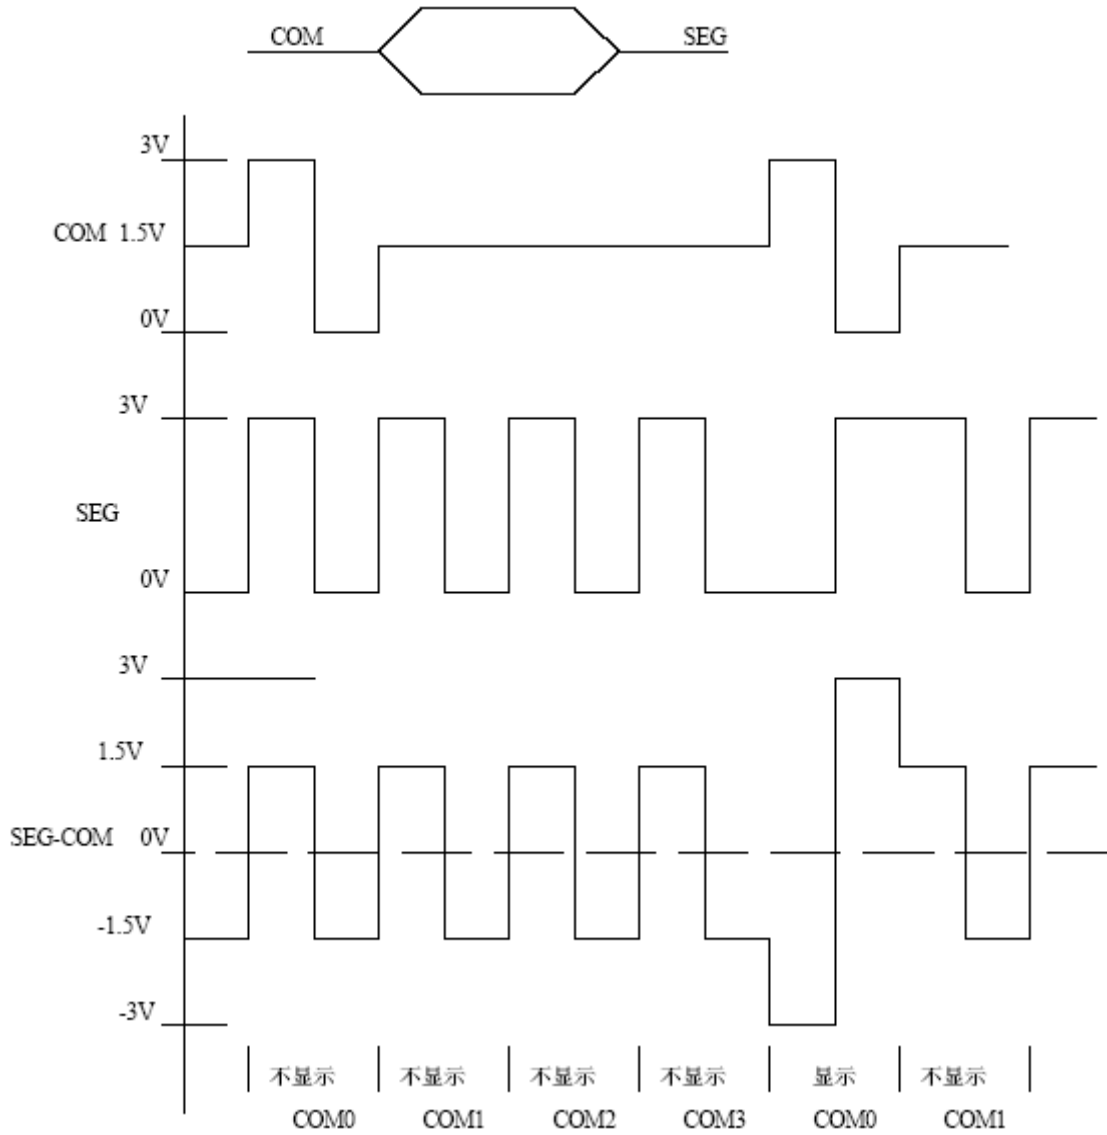 COM SEG
3V
COM 1.5V
0V
3V
SEG
0V
3V
1.5V
SEG-COM 0V
-1.5V
-3V
不显示 不显示 不显示 不显示 显示 不显示
COM0 COM1 COM2 COM3 COM0 COM1